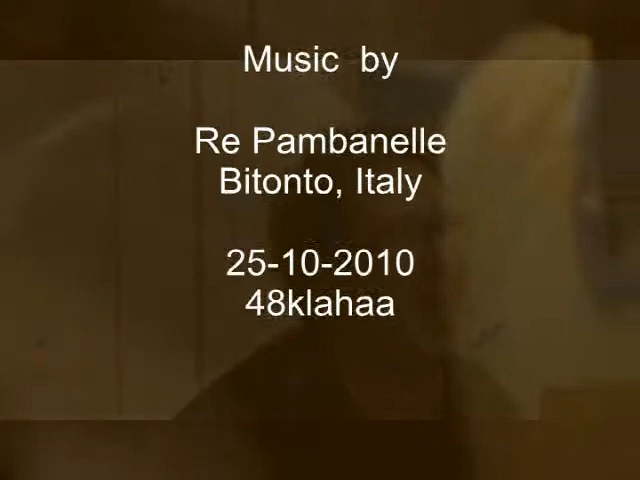 Music by
Re Pambanelle
Bitonto, Italy
25-10-2010
48klahaa